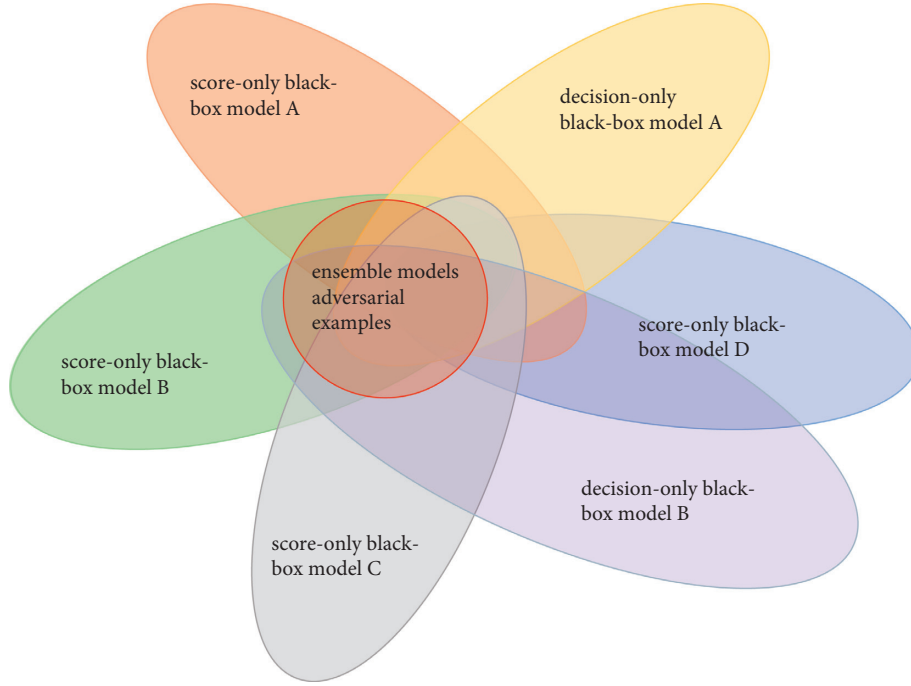 score-only black-
box model A
decision-only
black-box model A
ensemble models
adversarial
examples
score-only black-
box model D
score-only black-
box model B
decision-only black-
box model B
score-only black-
box model C